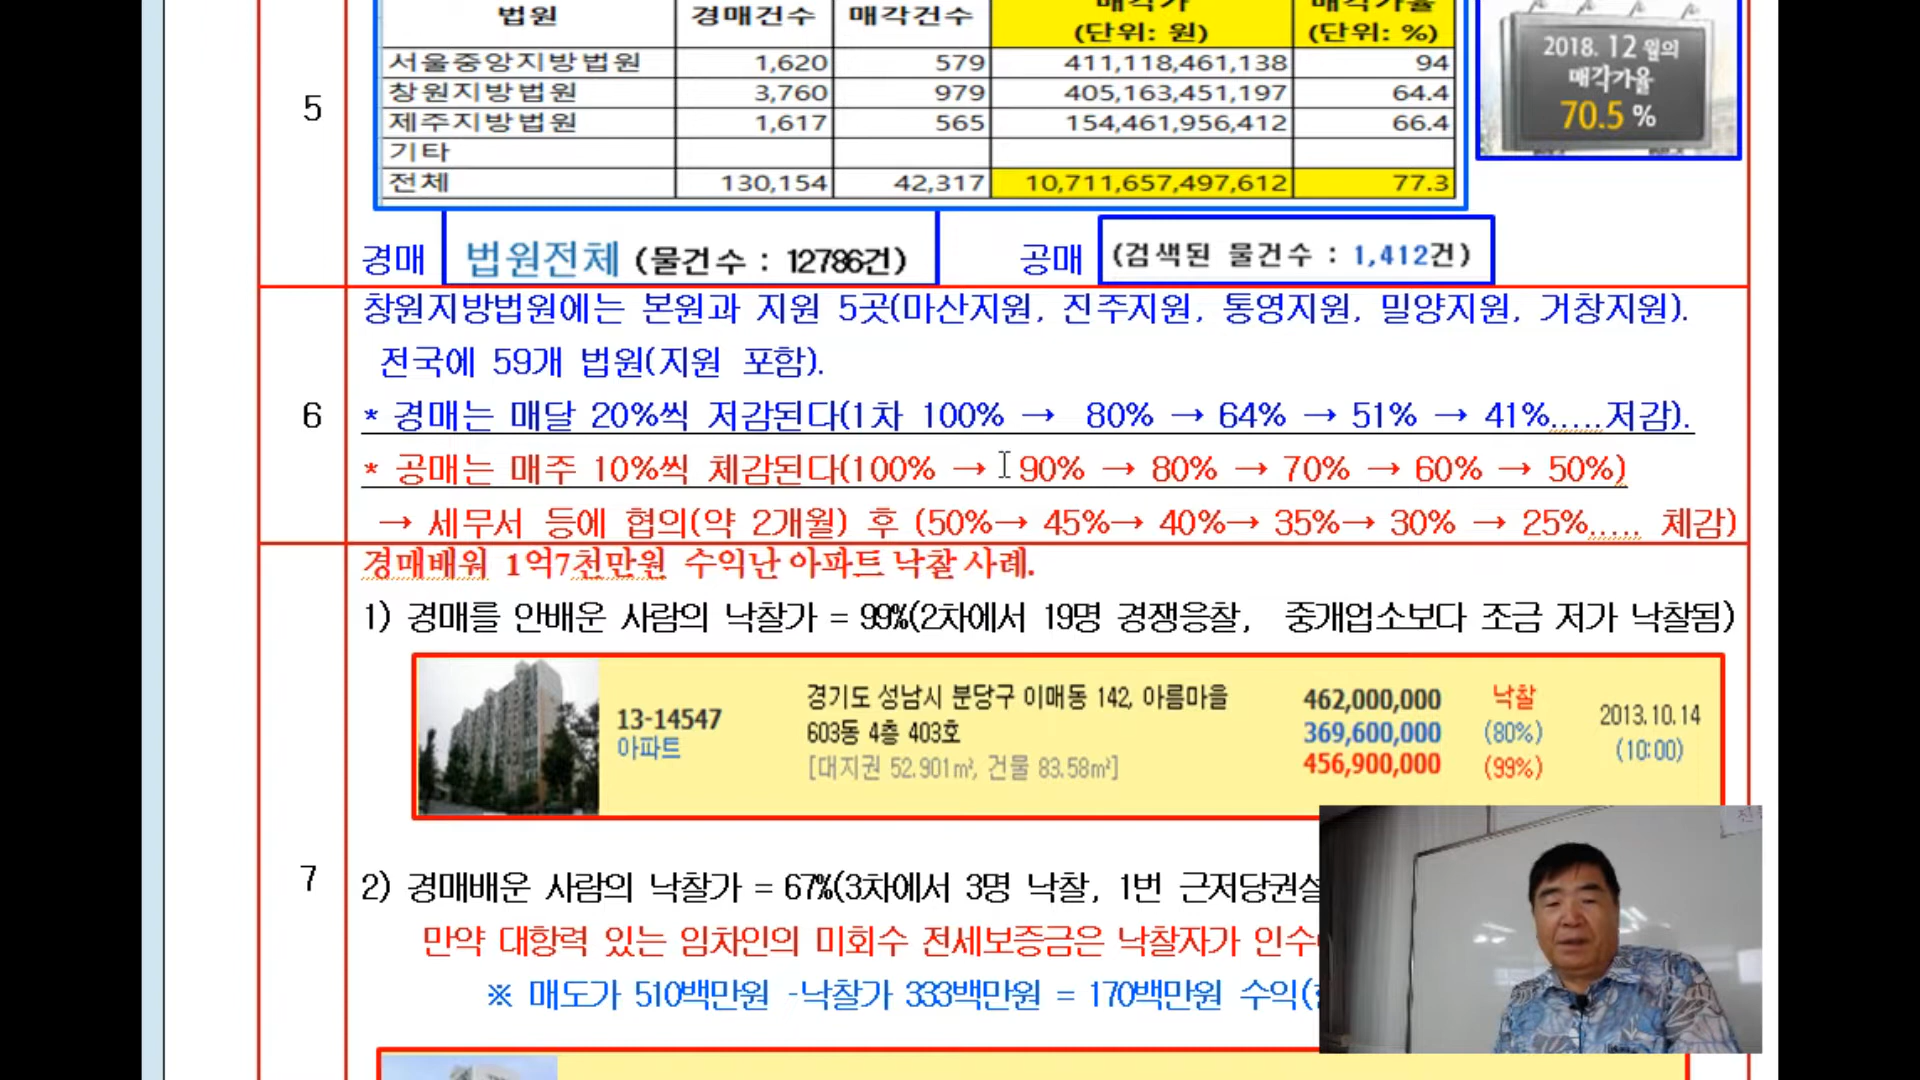 법원 경매건수 매각건수 매각가 매각가율
(단위: 원) (단위: %)
서울중앙지방법원 1,620 579 411,118,461,138 94
창원지방법원 3,760 979 405,163,451,197 64.4
제주지방법원 1,617 565 154,461,956,412 66.4
기타
전체 130,154 42,317 10,711,657,497,612 77.3
2018. 12 월의
매각가율
70.5 %
5
경매 법원전체 (물건수 : 12786건) 공매 (검색된 물건수 : 1,412건)
창원지방법원에는 본원과 지원 5곳(마산지원, 진주지원, 통영지원, 밀양지원, 거창지원).
전국에 59개 법원(지원 포함).
6
* 경매는 매달 20%씩 저감된다(1차 100% → 80% → 64% → 51% → 41%.....저감).
* 공매는 매주 10%씩 체감된다(100% → 90% → 80% → 70% → 60% → 50%)
→ 세무서 등에 협의(약 2개월) 후 (50%→ 45%→ 40%→ 35%→ 30% → 25%..... 체감)
경매배워 1억7천만원 수익난 아파트 낙찰 사례.
1) 경매를 안배운 사람의 낙찰가 = 99%(2차에서 19명 경쟁응찰, 중개업소보다 조금 저가 낙찰됨)
13-14547
아파트
경기도 성남시 분당구 이매동 142, 아름마을
603동 4층 403호
[대지권 52.901㎡, 건물 83.58㎡]
462,000,000 낙찰
369,600,000 (80%)
456,900,000 (99%)
2013.10.14
(10:00)
7
2) 경매배운 사람의 낙찰가 = 67%(3차에서 3명 낙찰, 1번 근저당권설
만약 대항력 있는 임차인의 미회수 전세보증금은 낙찰자가 인수
※ 매도가 510백만원 -낙찰가 333백만원 = 170백만원 수익(